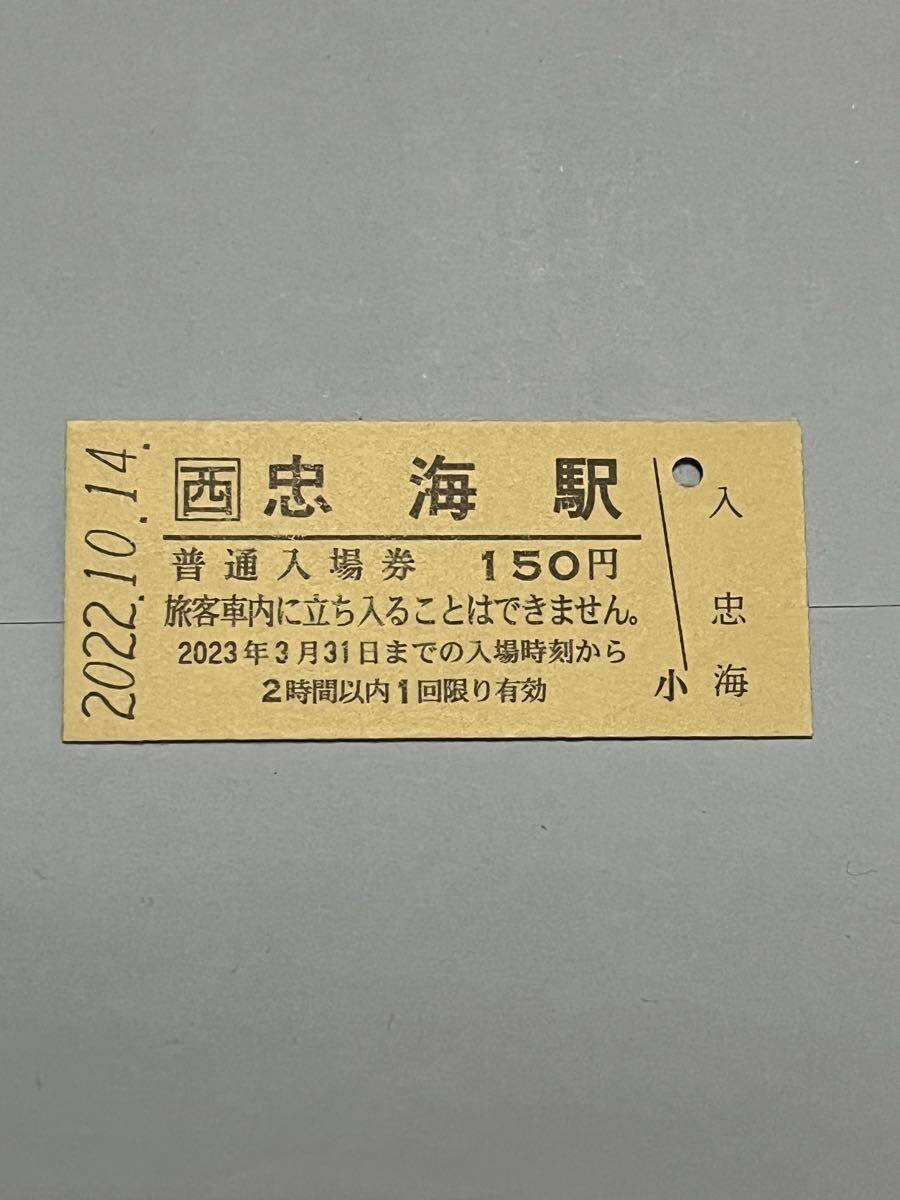 2022.10.14.
西 忠海駅
普通入場券 150円
旅客車内に立ち入ることはできません。
2023年3月31日までの入場時刻から
2時間以内1回限り有効
小
入
忠
海